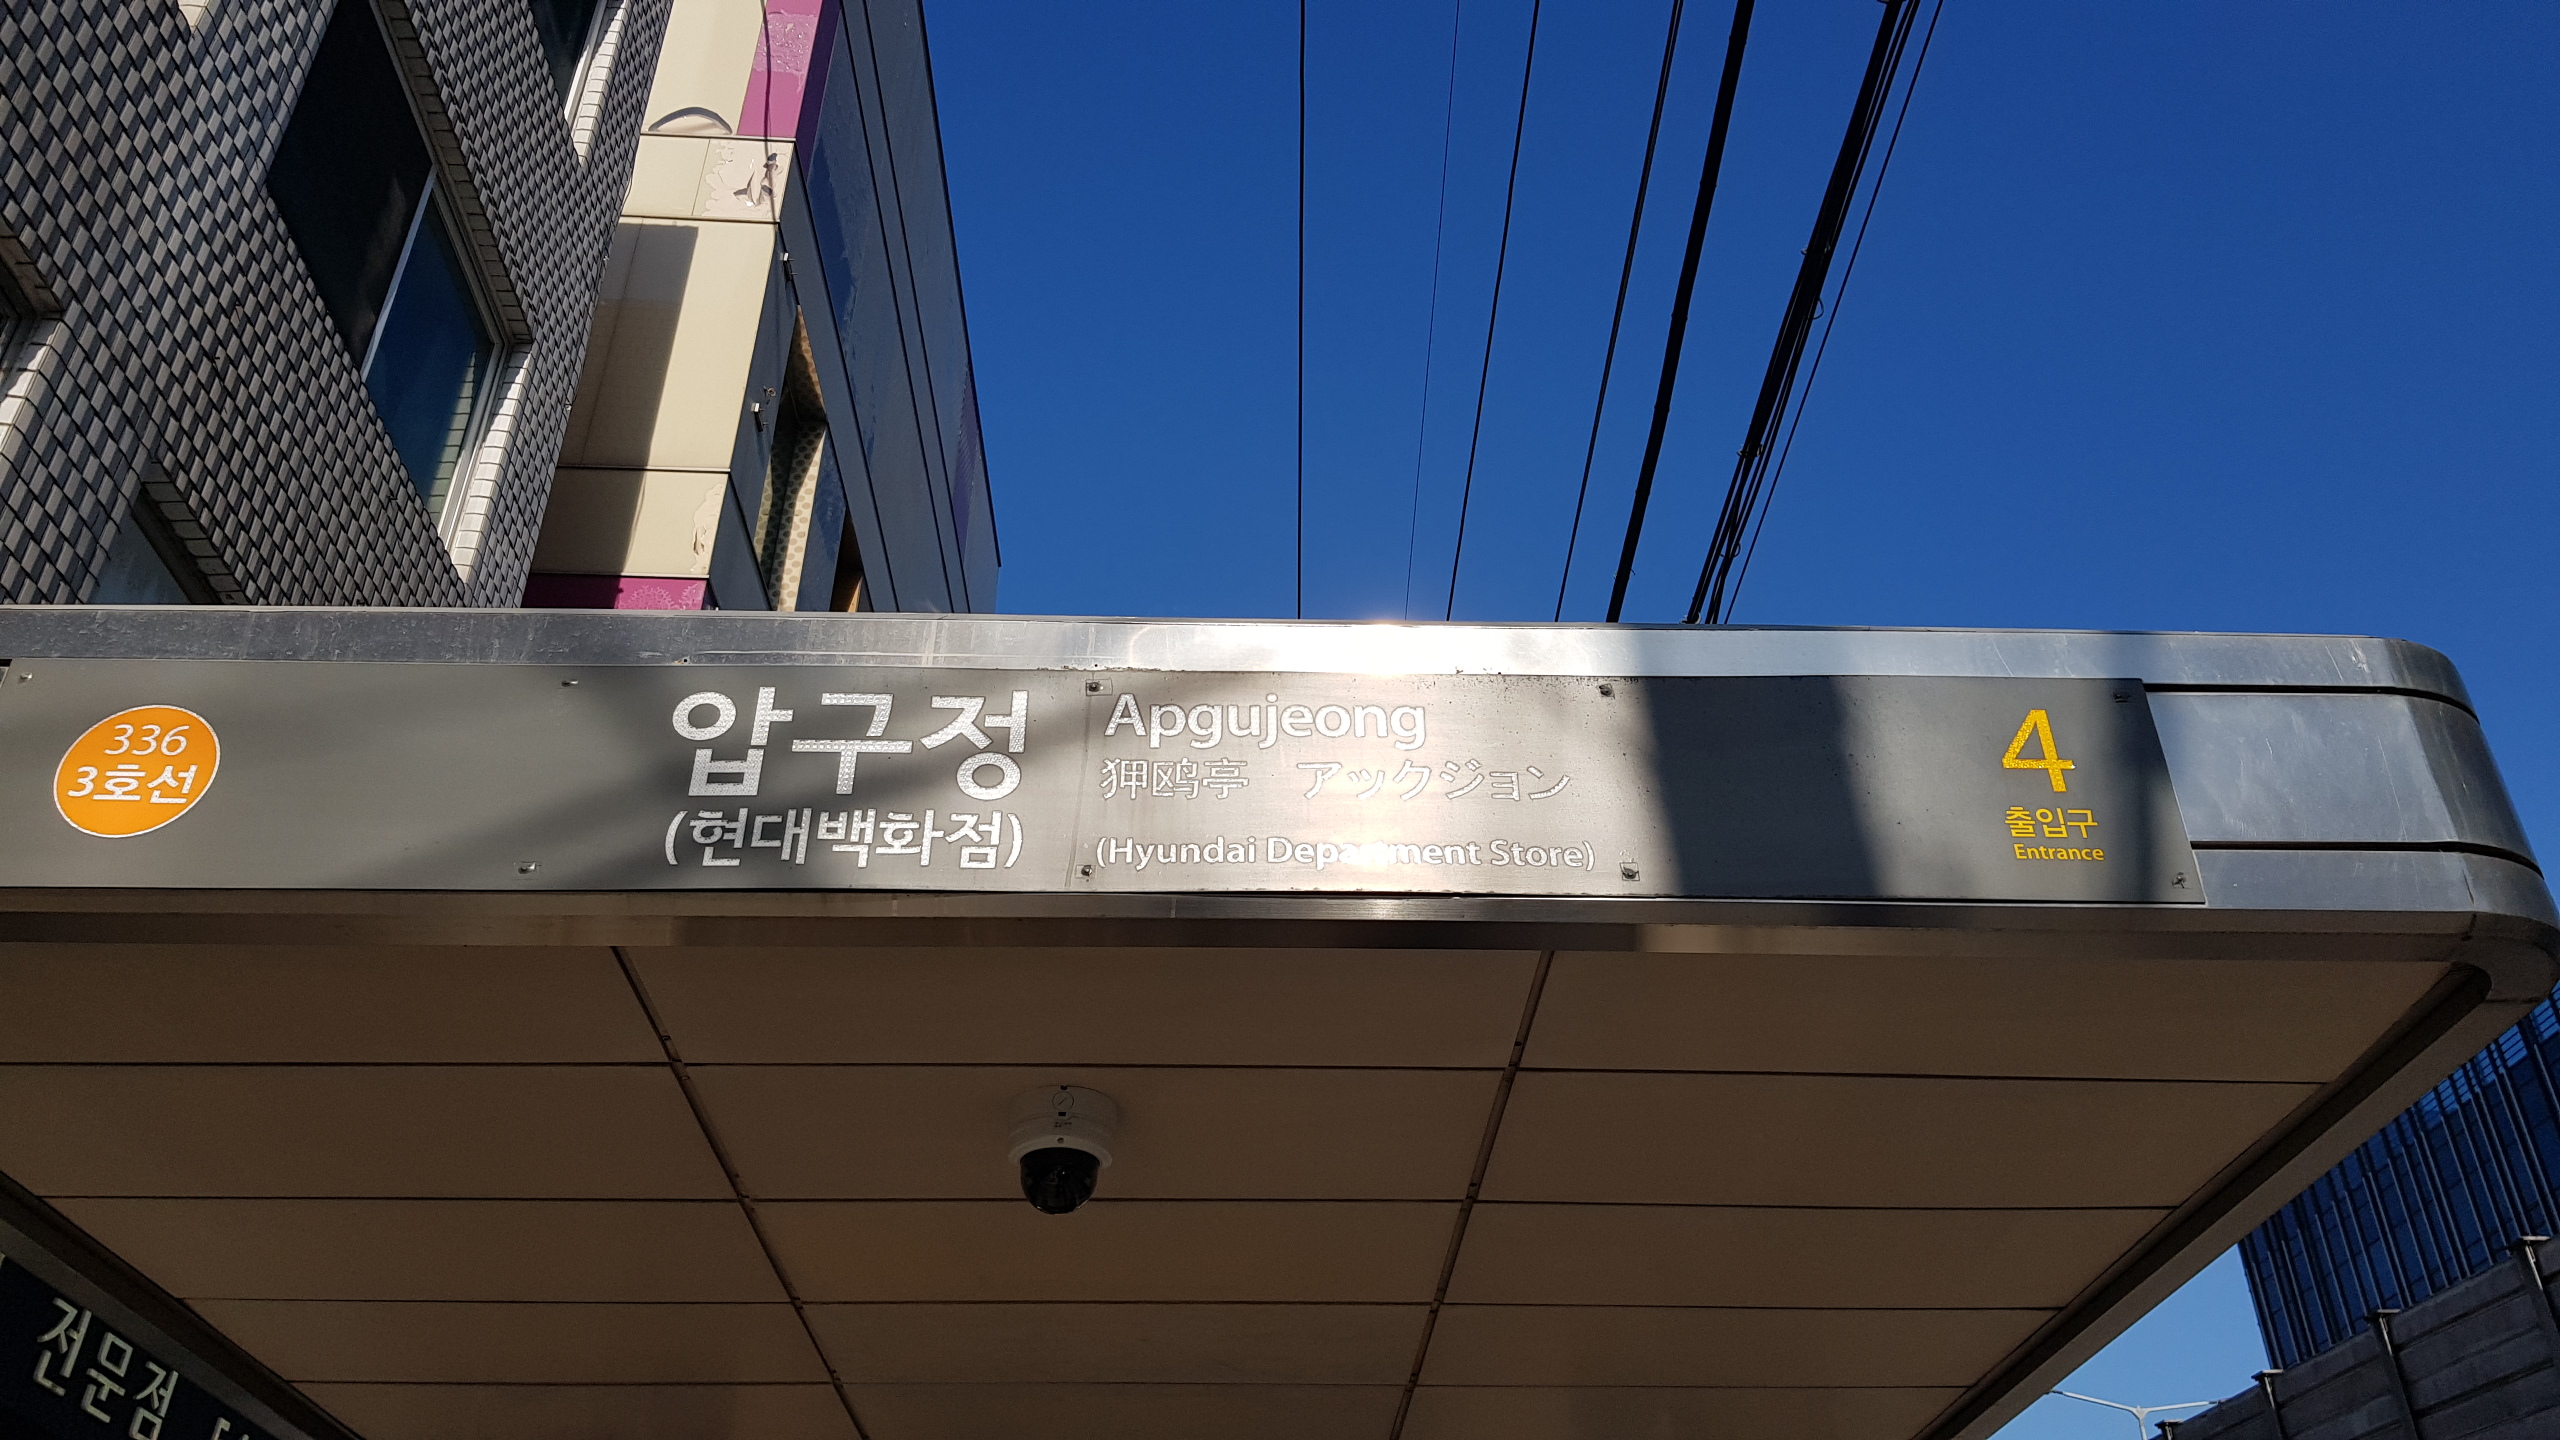 336
3호선
압구정
(현대백화점)
Apgujeong
狎鸥亭 アックジョン
(Hyundai Department Store)
4
출입구
Entrance
전문점